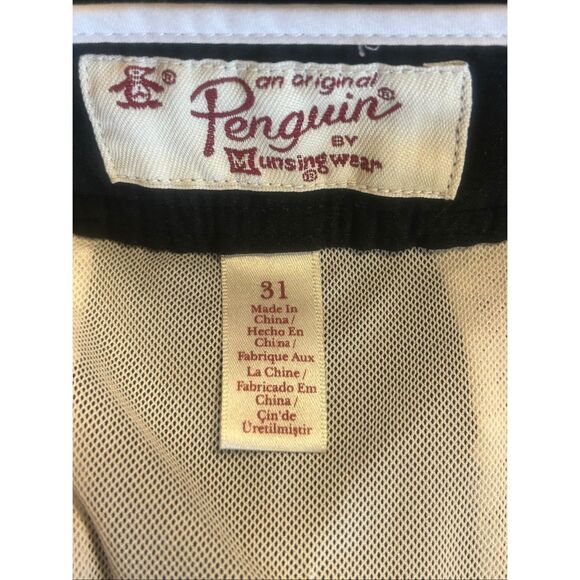 an original
Penguin®
BY
Munsingwear
®
31
Made In
China /
Hecho En
China /
Fabrique Aux
La Chine /
Fabricado Em
China /
Çin'de
Üretilmiştir